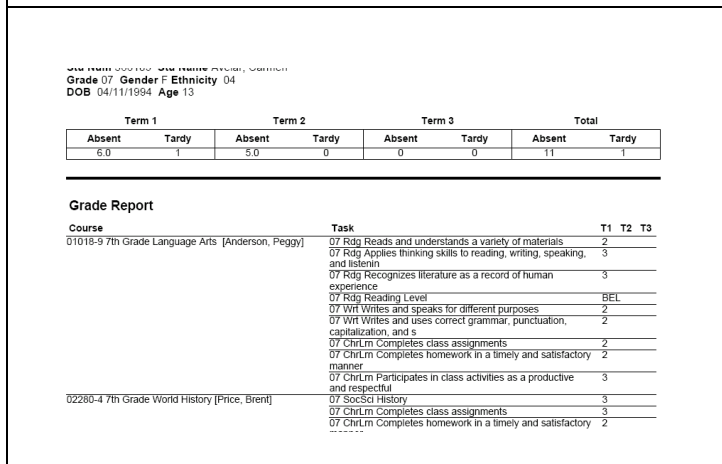 Grade 07 Gender F Ethnicity 04
DOB 04/11/1994 Age 13
Term 1 Term 2 Term 3 Total
Absent Tardy Absent Tardy Absent Tardy Absent Tardy
6.0 1 5.0 0 0 0 11 1
Grade Report
Course Task T1 T2 T3
01018-9 7th Grade Language Arts [Anderson, Peggy] 07 Rdg Reads and understands a variety of materials 2
07 Rdg Applies thinking skills to reading, writing, speaking, 3
and listenin
07 Rdg Recognizes literature as a record of human 3
experience
07 Rdg Reading Level BEL
07 Wrt Writes and speaks for different purposes 2
07 Wrt Writes and uses correct grammar, punctuation, 2
capitalization, and s
07 ChrLrn Completes class assignments 2
07 ChrLrn Completes homework in a timely and satisfactory 2
manner
07 ChrLrn Participates in class activities as a productive 3
and respectful
02280-4 7th Grade World History [Price, Brent] 07 SocSci History 3
07 ChrLrn Completes class assignments 3
07 ChrLrn Completes homework in a timely and satisfactory 2